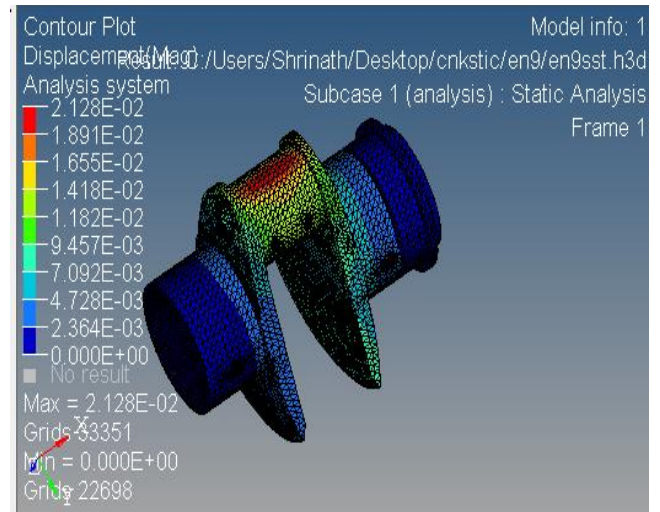 Contour Plot
Model info: 1
Displacement(Mag)
Result: C:/Users/Shrinath/Desktop/cnkstic/en9/en9sst.h3d
Analysis system
Subcase 1 (analysis) : Static Analysis
Frame 1
2.128E-02
1.891E-02
1.655E-02
1.418E-02
1.182E-02
9.457E-03
7.092E-03
4.728E-03
2.364E-03
0.000E+00
No result
Max = 2.128E-02
Grids 33351
X
Min = 0.000E+00
Grids 22698
Y